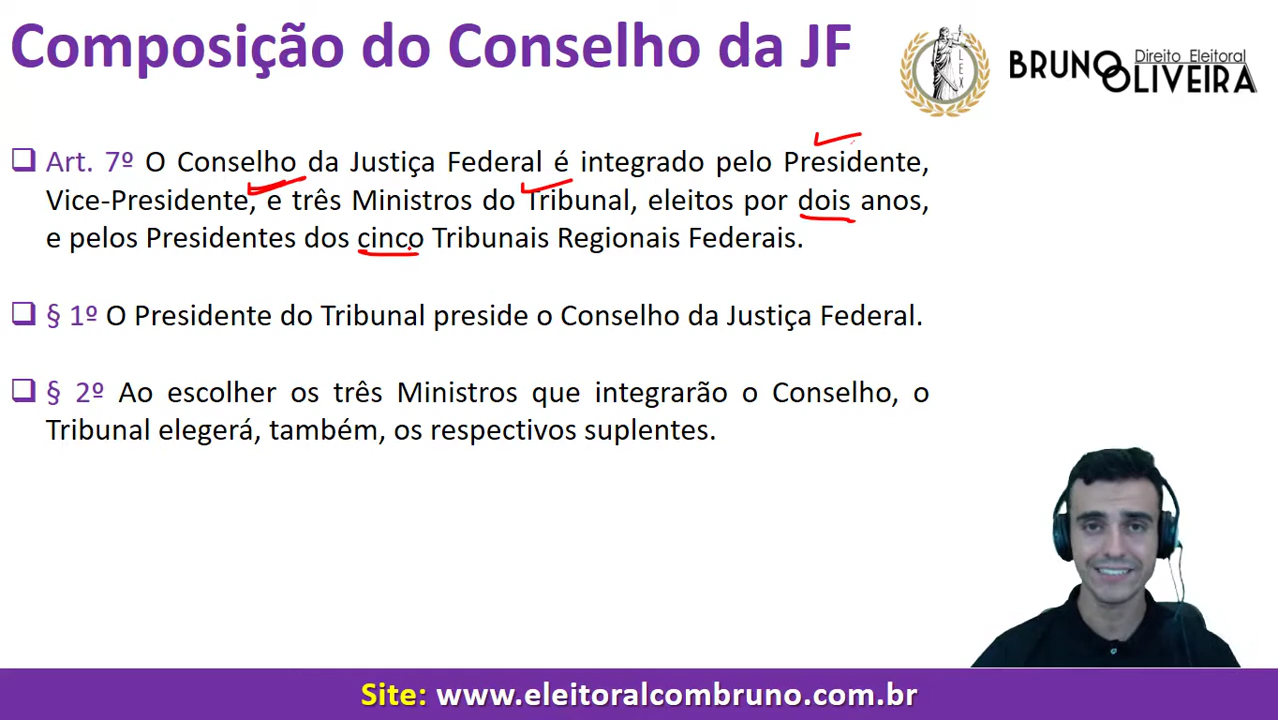 Composição do Conselho da JF
LEX
Direito Eleitoral
BRUNO OLIVEIRA
Art. 7º O Conselho da Justiça Federal é integrado pelo Presidente,
Vice-Presidente, e três Ministros do Tribunal, eleitos por dois anos,
e pelos Presidentes dos cinco Tribunais Regionais Federais.
§ 1º O Presidente do Tribunal preside o Conselho da Justiça Federal.
§ 2º Ao escolher os três Ministros que integrarão o Conselho, o
Tribunal elegerá, também, os respectivos suplentes.
Site: www.eleitoralcombruno.com.br